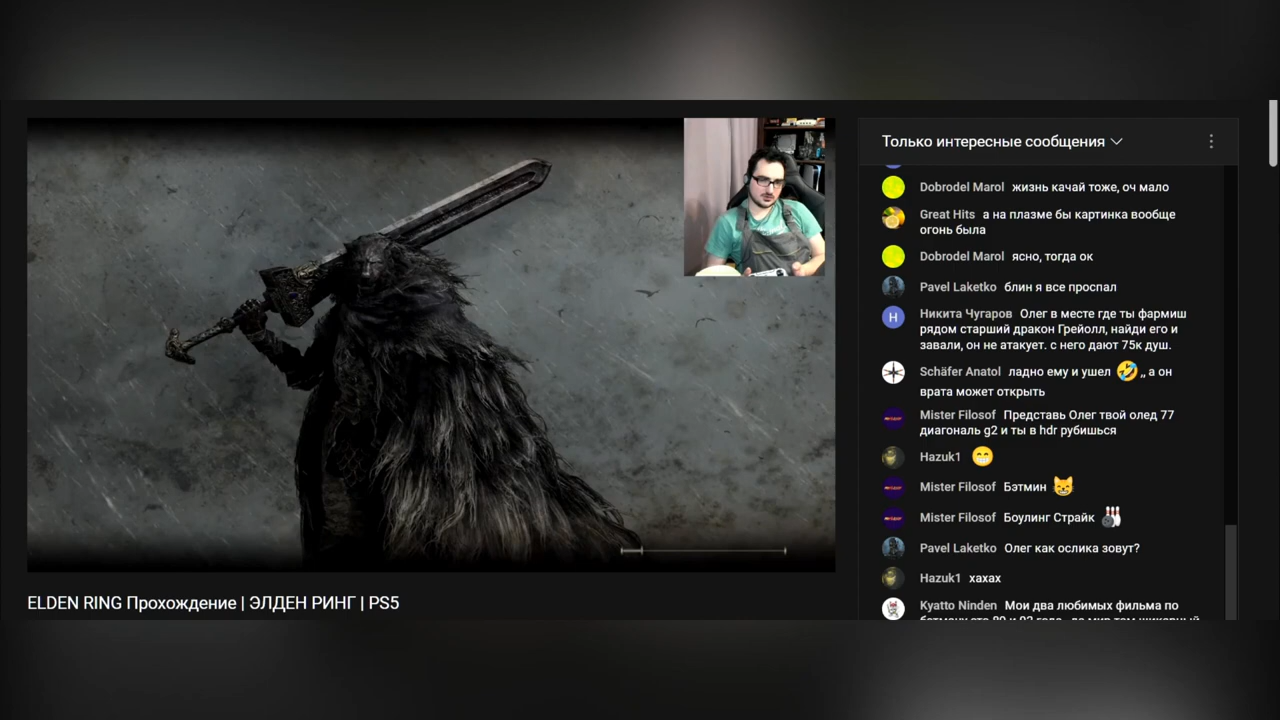 Только интересные сообщения
Dobrodel Marol жизнь качай тоже, оч мало
Great Hits а на плазме бы картинка вообще
огонь была
Dobrodel Marol ясно, тогда ок
Pavel Laketko блин я все проспал
Н
Никита Чугаров Олег в месте где ты фармиш
рядом старший дракон Грейолл, найди его и
завали, он не атакует. с него дают 75к душ.
Schäfer Anatol ладно ему и ушел 🤣 ,, а он
врата может открыть
Mister Filosof Представь Олег твой олед 77
диагональ g2 и ты в hdr рубишься
Hazuk1 😁
Mister Filosof Бэтмин 😸
Mister Filosof Боулинг Страйк 🎳
Pavel Laketko Олег как ослика зовут?
Hazuk1 хахах
Kyatto Ninden Мои два любимых фильма по
ELDEN RING Прохождение | ЭЛДЕН РИНГ | PS5